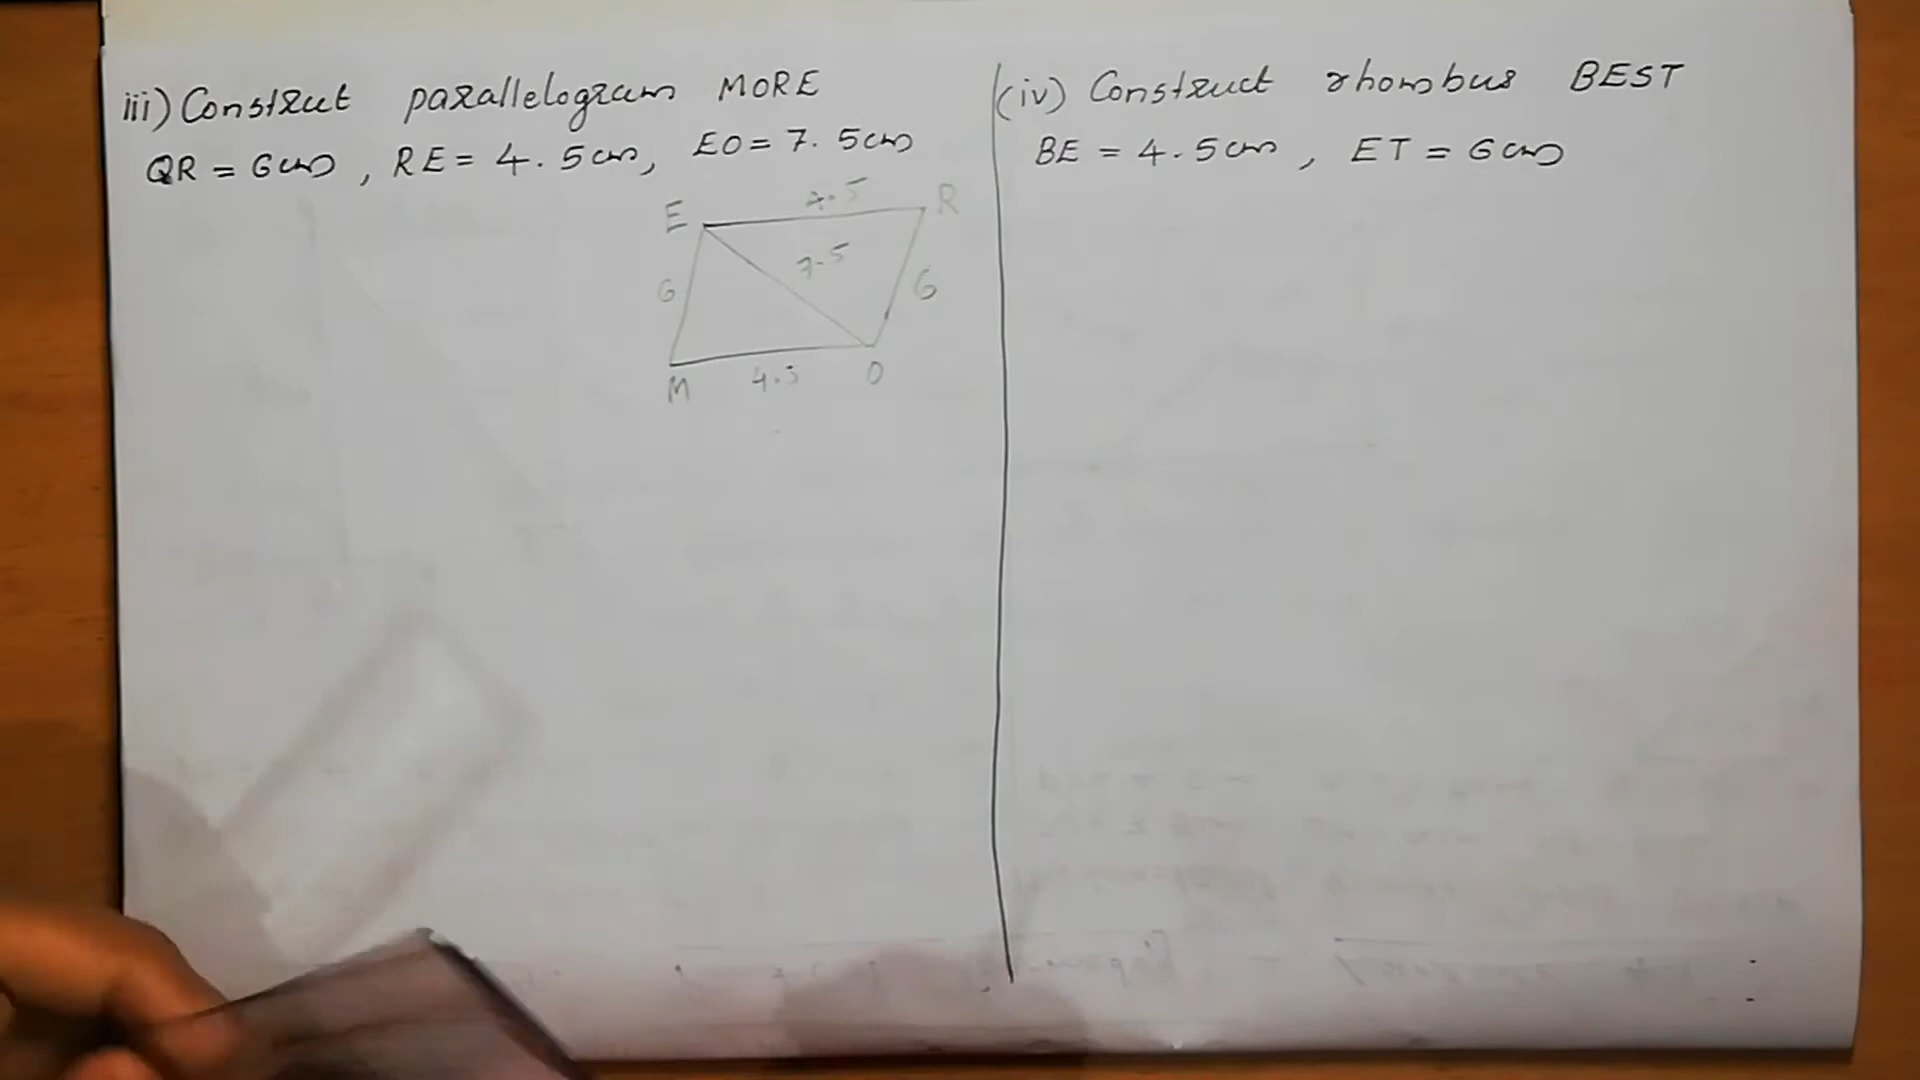 iii) Construct parallelogram MORE
QR = 6cm, RE = 4.5cm, EO = 7.5cm
E
4.5
R
7.5
6
6
M
4.5
O
(iv) Construct rhombus BEST
BE = 4.5cm, ET = 6cm